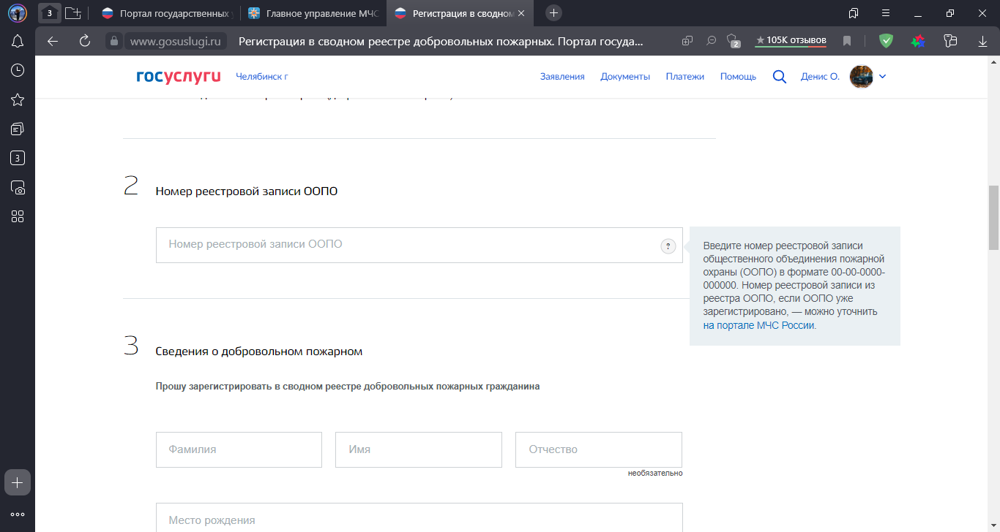 3
Портал государственных
Главное управление МЧС
Регистрация в сводном
www.gosuslugi.ru
Регистрация в сводном реестре добровольных пожарных. Портал госуда...
2
105K отзывов
3
госуслуги
Челябинск г
Заявления
Документы
Платежи
Помощь
Денис О.
2
Номер реестровой записи ООПО
Номер реестровой записи ООПО
?
Введите номер реестровой записи
общественного объединения пожарной
охраны (ООПО) в формате 00-00-0000-
000000. Номер реестровой записи из
реестра ООПО, если ООПО уже
зарегистрировано, — можно уточнить
на портале МЧС России.
3
Сведения о добровольном пожарном
Прошу зарегистрировать в сводном реестре добровольных пожарных гражданина
Фамилия
Имя
Отчество
необязательно
Место рождения